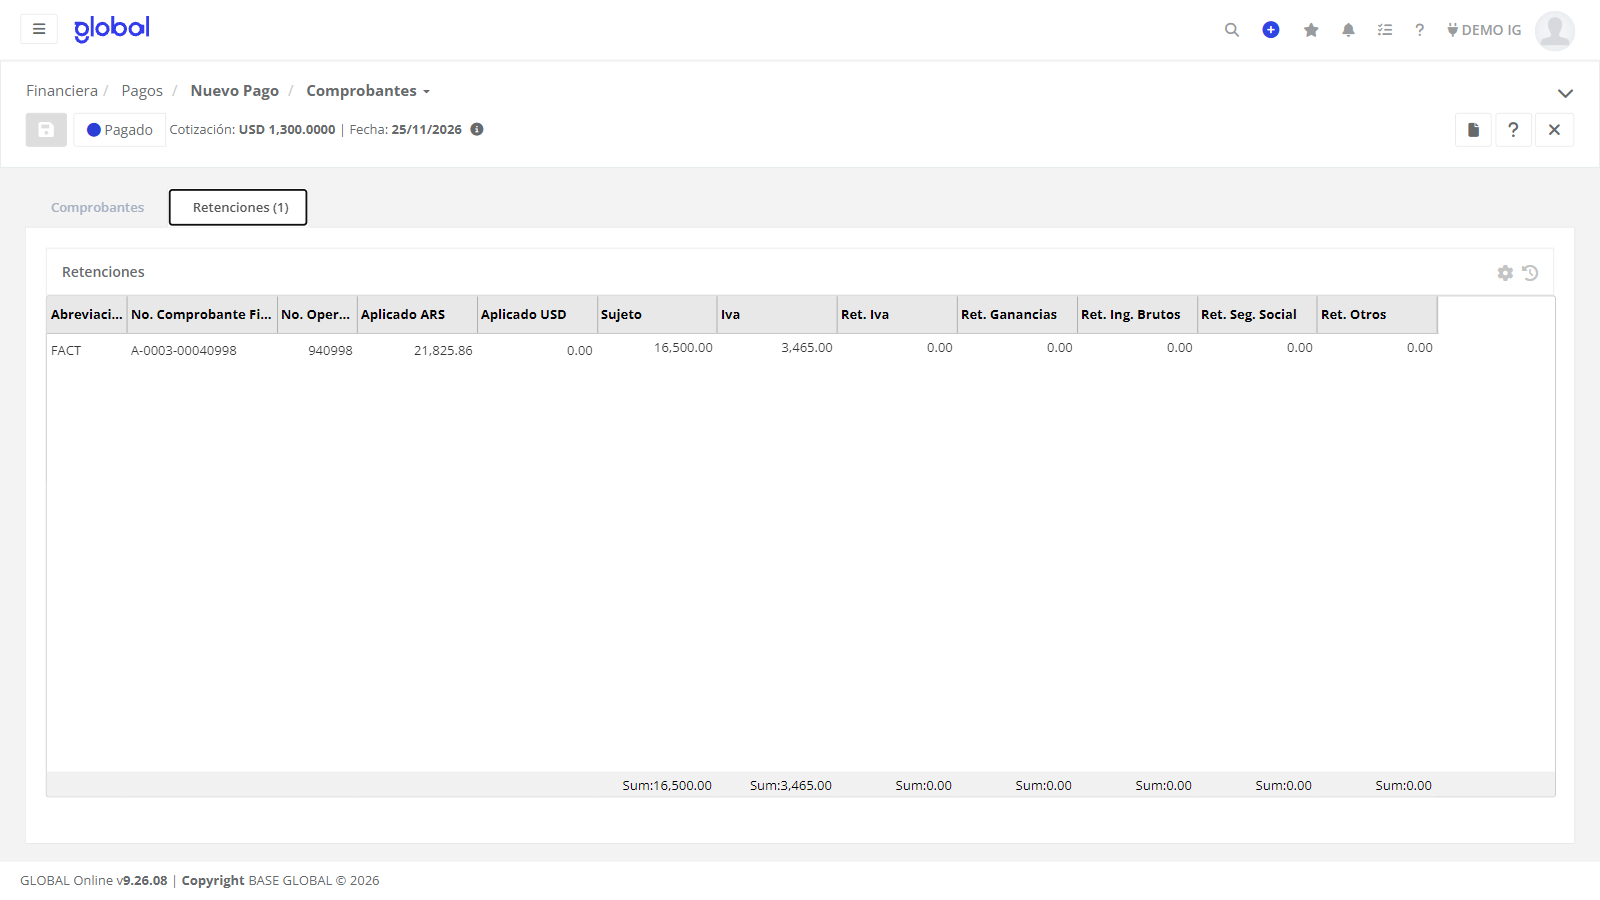 global
DEMO IG
Financiera / Pagos / Nuevo Pago / Comprobantes
Pagado Cotización: USD 1,300.0000 | Fecha: 25/11/2026
Comprobantes Retenciones (1)
Retenciones
Abreviaci... No. Comprobante Fi... No. Oper... Aplicado ARS Aplicado USD Sujeto Iva Ret. Iva Ret. Ganancias Ret. Ing. Brutos Ret. Seg. Social Ret. Otros
FACT A-0003-00040998 940998 21,825.86 0.00 16,500.00 3,465.00 0.00 0.00 0.00 0.00 0.00
Sum:16,500.00 Sum:3,465.00 Sum:0.00 Sum:0.00 Sum:0.00 Sum:0.00 Sum:0.00
GLOBAL Online v9.26.08 | Copyright BASE GLOBAL © 2026